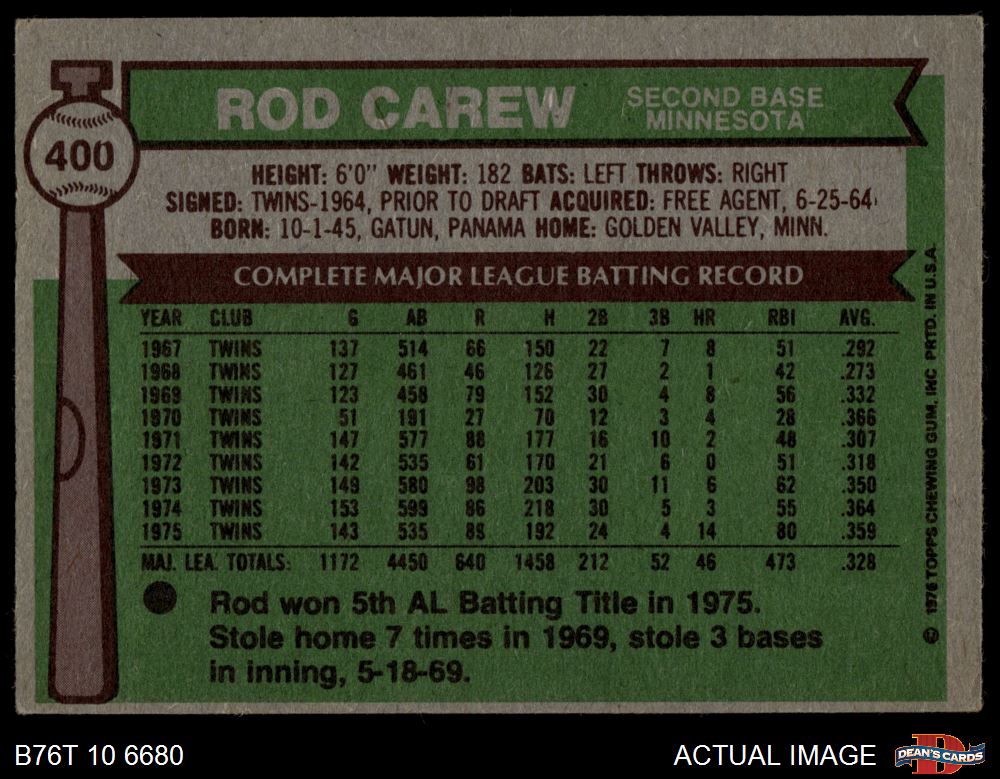 400
ROD CAREW SECOND BASE
MINNESOTA
HEIGHT: 6'0" WEIGHT: 182 BATS: LEFT THROWS: RIGHT
SIGNED: TWINS-1964, PRIOR TO DRAFT ACQUIRED: FREE AGENT, 6-25-64
BORN: 10-1-45, GATUN, PANAMA HOME: GOLDEN VALLEY, MINN.
COMPLETE MAJOR LEAGUE BATTING RECORD
YEAR CLUB G AB R H 2B 3B HR RBI AVG.
1967 TWINS 137 514 66 150 22 7 8 51 .292
1968 TWINS 127 461 46 126 27 2 1 42 .273
1969 TWINS 123 458 79 152 30 4 8 56 .332
1970 TWINS 51 191 27 70 12 3 4 28 .366
1971 TWINS 147 577 88 177 16 10 2 48 .307
1972 TWINS 142 535 61 170 21 6 0 51 .318
1973 TWINS 149 580 98 203 30 11 6 62 .350
1974 TWINS 153 599 86 218 30 5 3 55 .364
1975 TWINS 143 535 89 192 24 4 14 80 .359
MAJ. LEA. TOTALS: 1172 4450 640 1458 212 52 46 473 .328
Rod won 5th AL Batting Title in 1975.
Stole home 7 times in 1969, stole 3 bases
in inning, 5-18-69.
© 1976 TOPPS CHEWING GUM, INC PRTD. IN U.S.A.
B76T 10 6680
ACTUAL IMAGE
DEAN'S CARDS